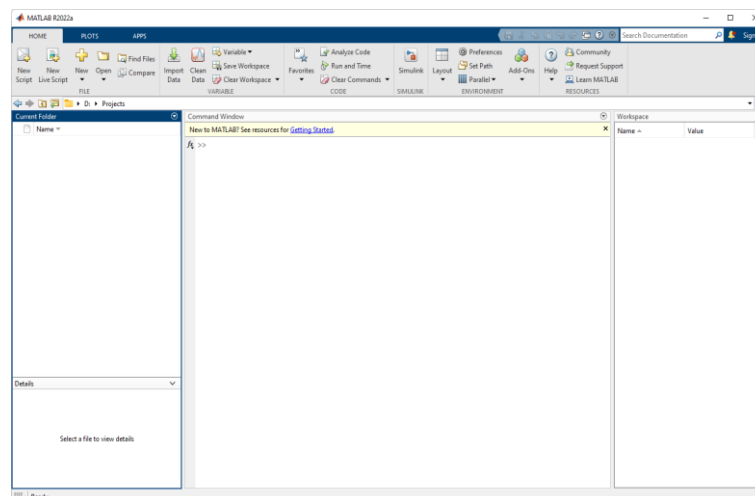 MATLAB R2022a
HOME PLOTS APPS
Search Documentation
Sign
New Script
New Live Script
New
Open
Find Files
Compare
Import Data
Clean Data
Variable
Save Workspace
Clear Workspace
Favorites
Analyze Code
Run and Time
Clear Commands
Simulink
Layout
Preferences
Set Path
Parallel
Add-Ons
Help
Community
Request Support
Learn MATLAB
FILE VARIABLE CODE SIMULINK ENVIRONMENT RESOURCES
D: Projects
Current Folder
Name
Command Window
New to MATLAB? See resources for Getting Started.
fx >>
Workspace
Name Value
Details
Select a file to view details